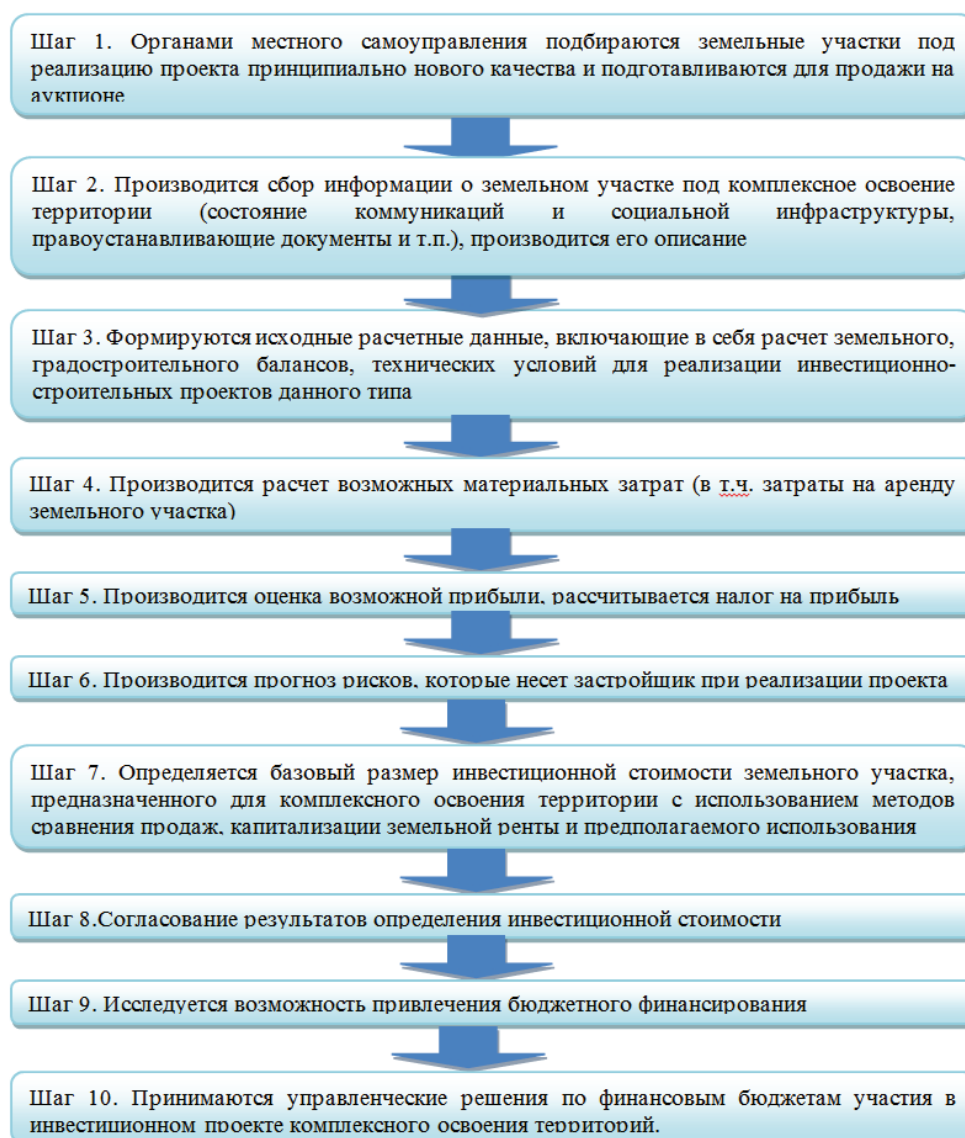 Шаг 1. Органами местного самоуправления подбираются земельные участки под
реализацию проекта принципиально нового качества и подготавливаются для продажи на
аукционе
Шаг 2. Производится сбор информации о земельном участке под комплексное освоение
территории (состояние коммуникаций и социальной инфраструктуры,
правоустанавливающие документы и т.п.), производится его описание
Шаг 3. Формируются исходные расчетные данные, включающие в себя расчет земельного,
градостроительного балансов, технических условий для реализации инвестиционно-
строительных проектов данного типа
Шаг 4. Производится расчет возможных материальных затрат (в т.ч. затраты на аренду
земельного участка)
Шаг 5. Производится оценка возможной прибыли, рассчитывается налог на прибыль
Шаг 6. Производится прогноз рисков, которые несет застройщик при реализации проекта
Шаг 7. Определяется базовый размер инвестиционной стоимости земельного участка,
предназначенного для комплексного освоения территории с использованием методов
сравнения продаж, капитализации земельной ренты и предполагаемого использования
Шаг 8.Согласование результатов определения инвестиционной стоимости
Шаг 9. Исследуется возможность привлечения бюджетного финансирования
Шаг 10. Принимаются управленческие решения по финансовым бюджетам участия в
инвестиционном проекте комплексного освоения территорий.